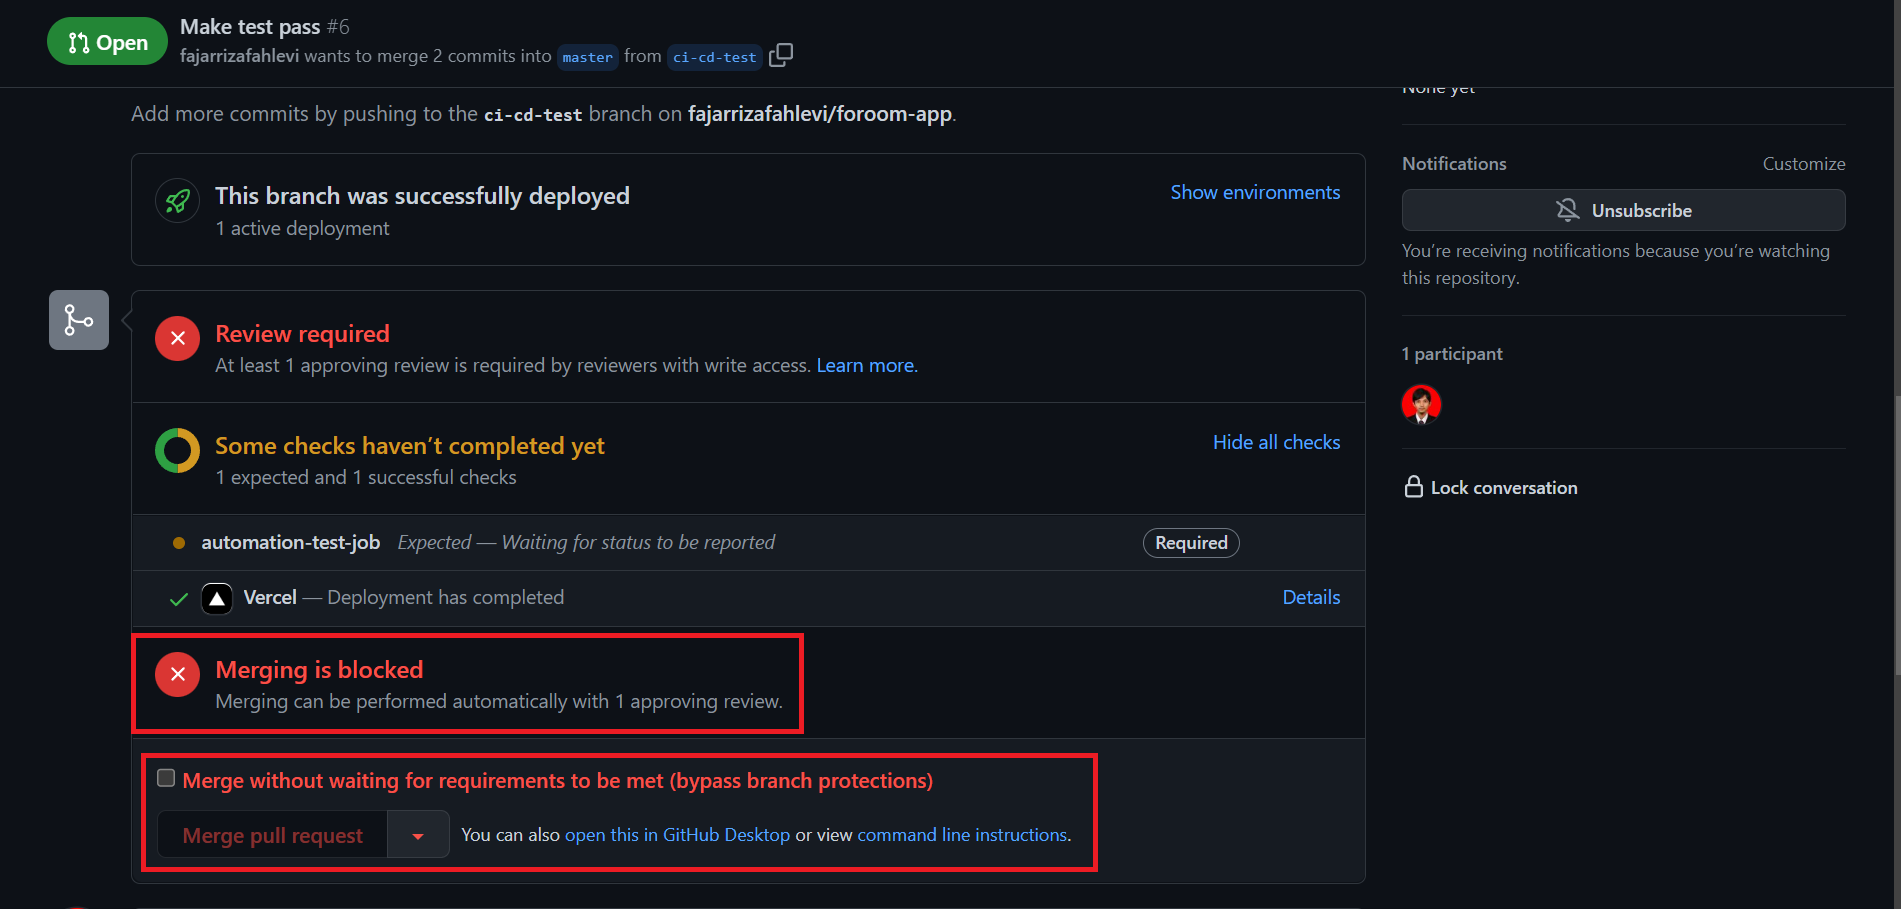 Open
Make test pass #6
fajarrizafahlevi wants to merge 2 commits into master from ci-cd-test
Add more commits by pushing to the ci-cd-test branch on fajarrizafahlevi/foroom-app.
This branch was successfully deployed
1 active deployment
Show environments
Review required
At least 1 approving review is required by reviewers with write access. Learn more.
Some checks haven’t completed yet
1 expected and 1 successful checks
Hide all checks
automation-test-job Expected — Waiting for status to be reported Required
Vercel — Deployment has completed Details
Merging is blocked
Merging can be performed automatically with 1 approving review.
Merge without waiting for requirements to be met (bypass branch protections)
Merge pull request
You can also open this in GitHub Desktop or view command line instructions.
None yet
Notifications Customize
Unsubscribe
You’re receiving notifications because you’re watching
this repository.
1 participant
Lock conversation